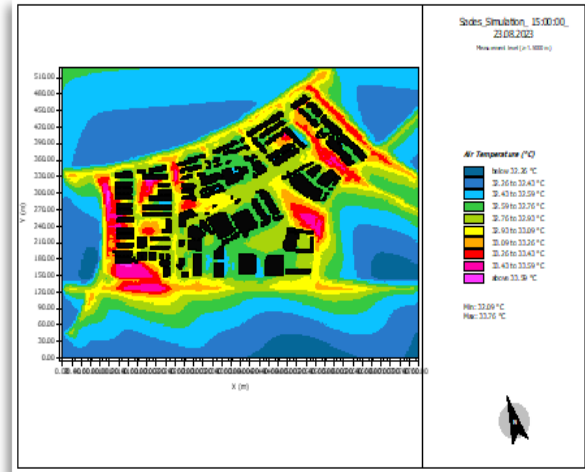 Sades_Simulation_ 15:00:00_
23.08.2023
Air Temperature (°C)
below 32.26 °C
32.26 to 32.43 °C
32.43 to 32.59 °C
32.59 to 32.76 °C
32.76 to 32.93 °C
32.93 to 33.09 °C
33.09 to 33.26 °C
33.26 to 33.43 °C
33.43 to 33.59 °C
above 33.59 °C
Min: 32.09 °C
Max: 33.76 °C
510.00
480.00
450.00
420.00
390.00
360.00
330.00
300.00
270.00
240.00
210.00
180.00
150.00
120.00
90.00
60.00
30.00
0.00
Y (m)
X (m)